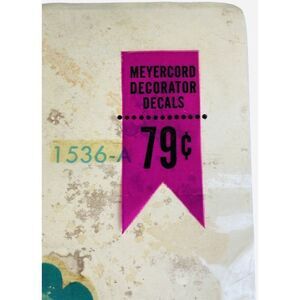 MEYERCORD
DECORATOR
DECALS
79¢
1536-A